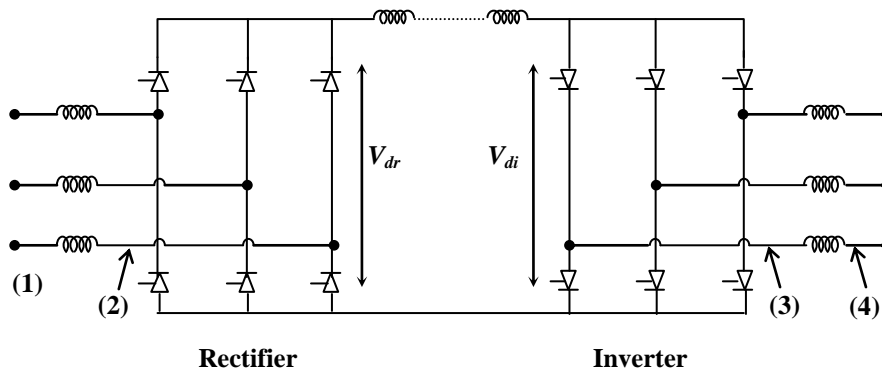 V_dr V_di
(1) (2) (3) (4)
Rectifier Inverter